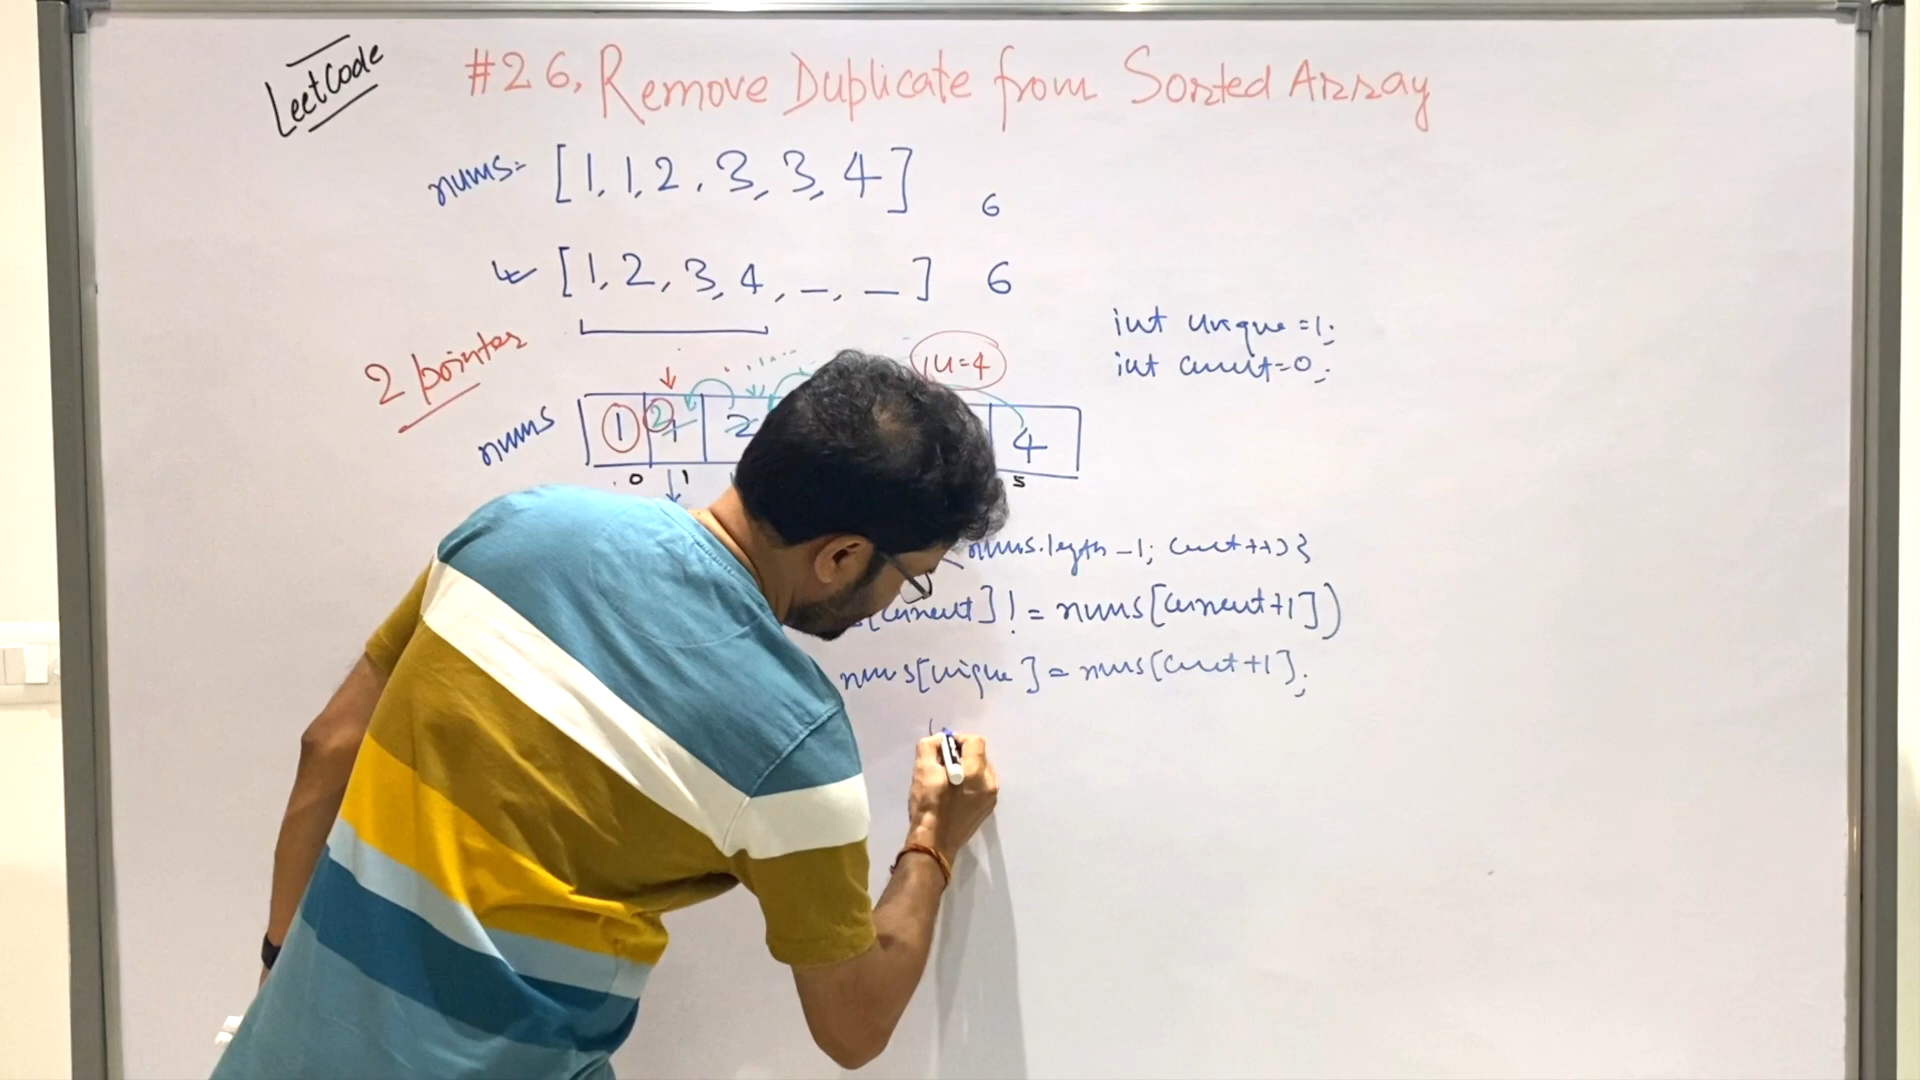 LeetCode
#26. Remove Duplicate from Sorted Array
nums= [1, 1, 2, 3, 3, 4] 6
[1, 2, 3, 4, _, _] 6
int unique =1;
int current=0;
2 pointer
u=4
nums 1 2 1 2 4
0 1 5
nums.length -1; current++){
[current] != nums[current+1])
nums[unique] = nums[current+1];